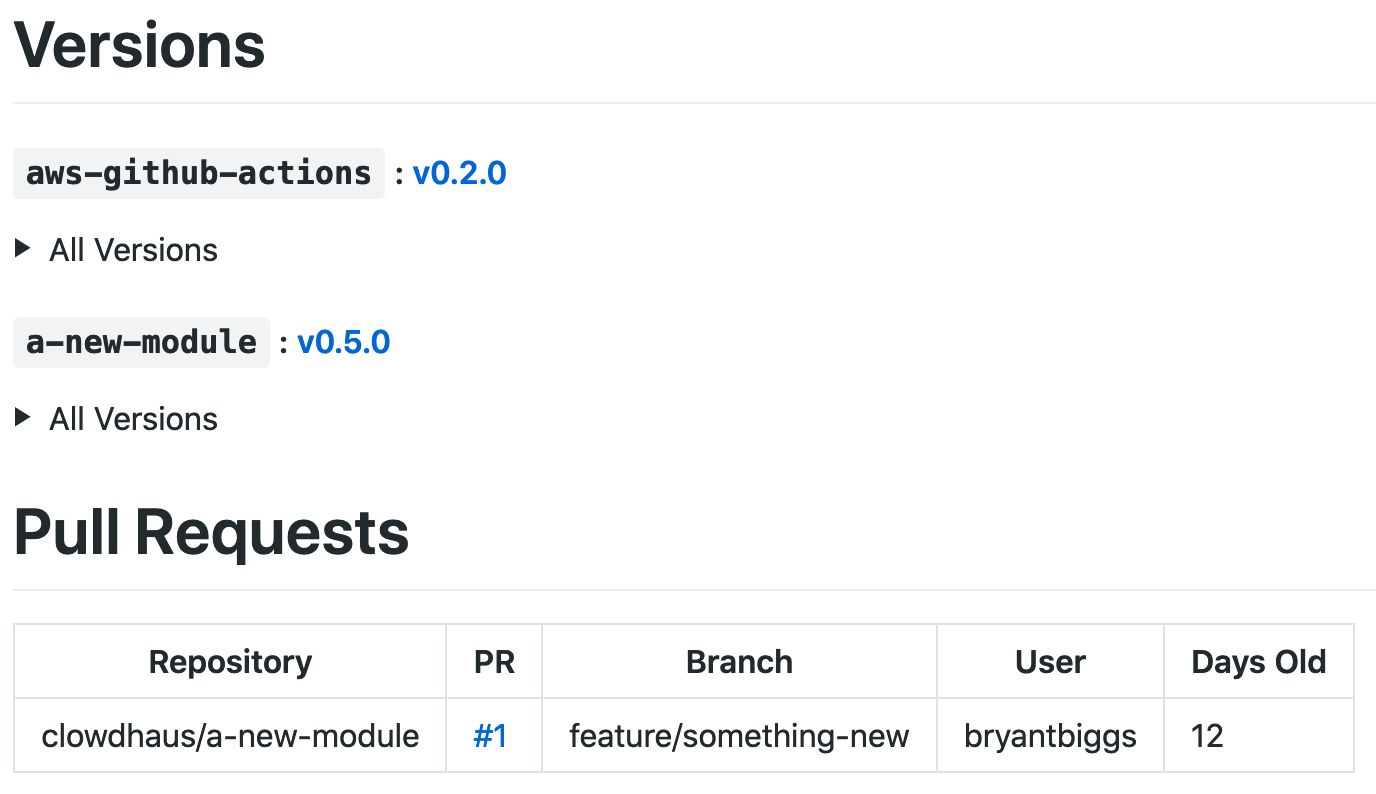 Versions
aws-github-actions : v0.2.0
All Versions
a-new-module : v0.5.0
All Versions
Pull Requests
Repository PR Branch User Days Old
clowdhaus/a-new-module #1 feature/something-new bryantbiggs 12